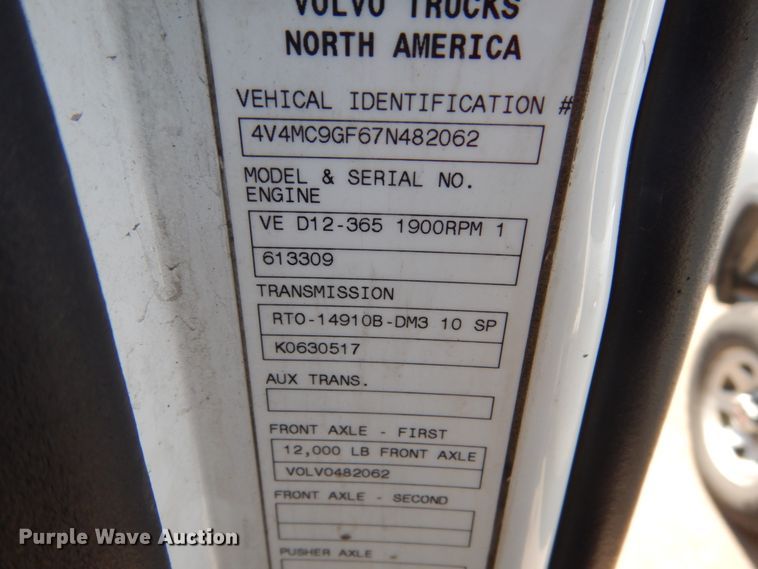 VOLVO TRUCKS
NORTH AMERICA
VEHICAL IDENTIFICATION #
4V4MC9GF67N482062
MODEL & SERIAL NO.
ENGINE
VE D12-365 1900RPM 1
613309
TRANSMISSION
RTO-14910B-DM3 10 SP
K0630517
AUX TRANS.
FRONT AXLE - FIRST
12,000 LB FRONT AXLE
VOLVO482062
FRONT AXLE - SECOND
PUSHER AXLE
Purple Wave Auction